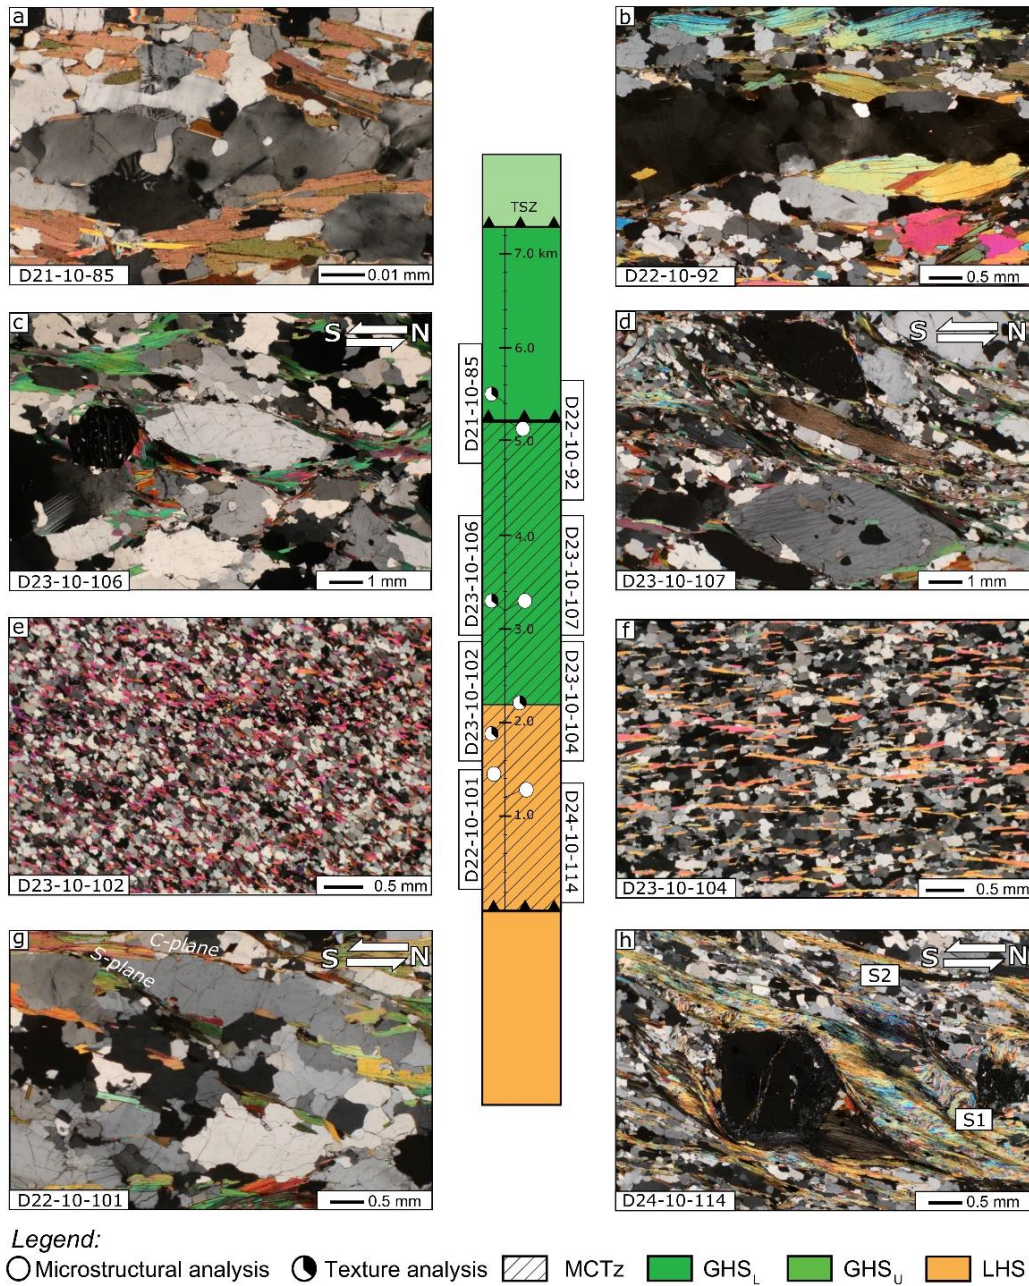 a
D21-10-85
0.01 mm
b
D22-10-92
0.5 mm
c
S N
D23-10-106
1 mm
d
S N
D23-10-107
1 mm
e
D23-10-102
0.5 mm
f
D23-10-104
0.5 mm
g
C-plane
S-plane
S N
D22-10-101
0.5 mm
h
S2
S N
S1
D24-10-114
0.5 mm
TSZ
7.0 km
6.0
5.0
4.0
3.0
2.0
1.0
D21-10-85
D22-10-92
D23-10-106
D23-10-107
D23-10-102
D23-10-104
D22-10-101
D24-10-114
Legend:
Microstructural analysis Texture analysis MCTz GHSL GHSU LHS